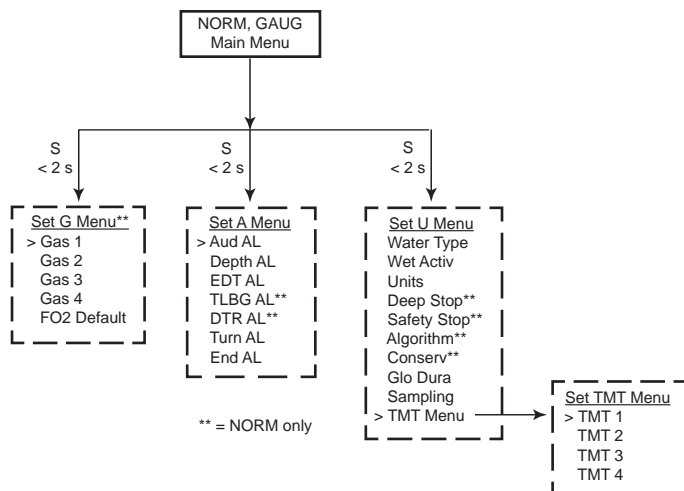 NORM, GAUG
Main Menu
S
< 2 s
S
< 2 s
S
< 2 s
Set G Menu**
> Gas 1
Gas 2
Gas 3
Gas 4
FO2 Default
Set A Menu
> Aud AL
Depth AL
EDT AL
TLBG AL**
DTR AL**
Turn AL
End AL
** = NORM only
Set U Menu
Water Type
Wet Activ
Units
Deep Stop**
Safety Stop**
Algorithm**
Conserv**
Glo Dura
Sampling
> TMT Menu
Set TMT Menu
> TMT 1
TMT 2
TMT 3
TMT 4